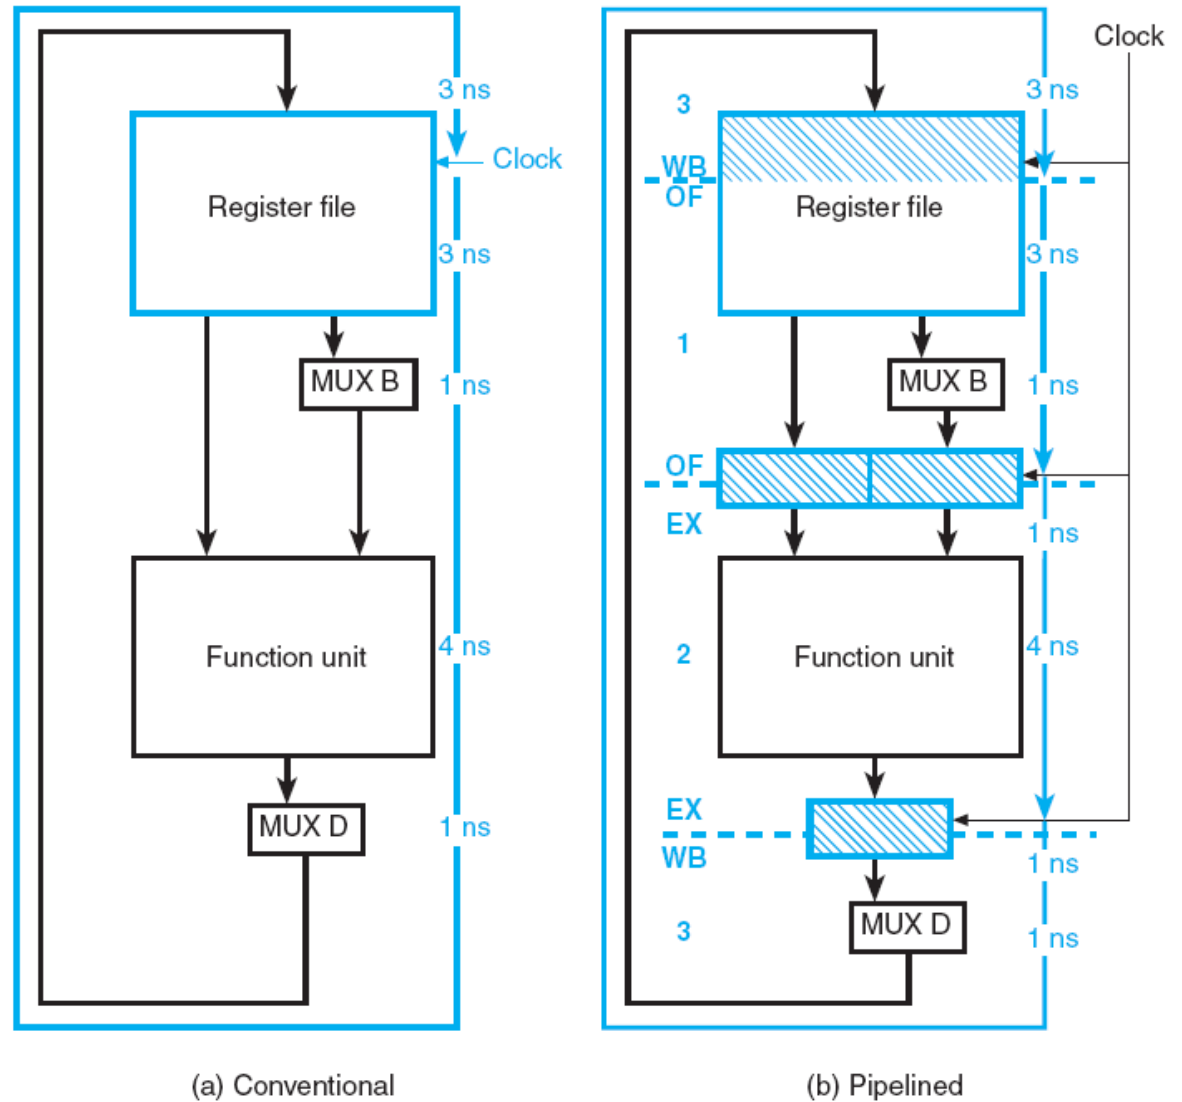 3 ns
Clock
Register file
3 ns
MUX B
1 ns
Function unit
4 ns
MUX D
1 ns
(a) Conventional
Clock
3
3 ns
WB
OF
Register file
3 ns
1
MUX B
1 ns
OF
EX
1 ns
2
Function unit
4 ns
EX
WB
1 ns
3
MUX D
1 ns
(b) Pipelined